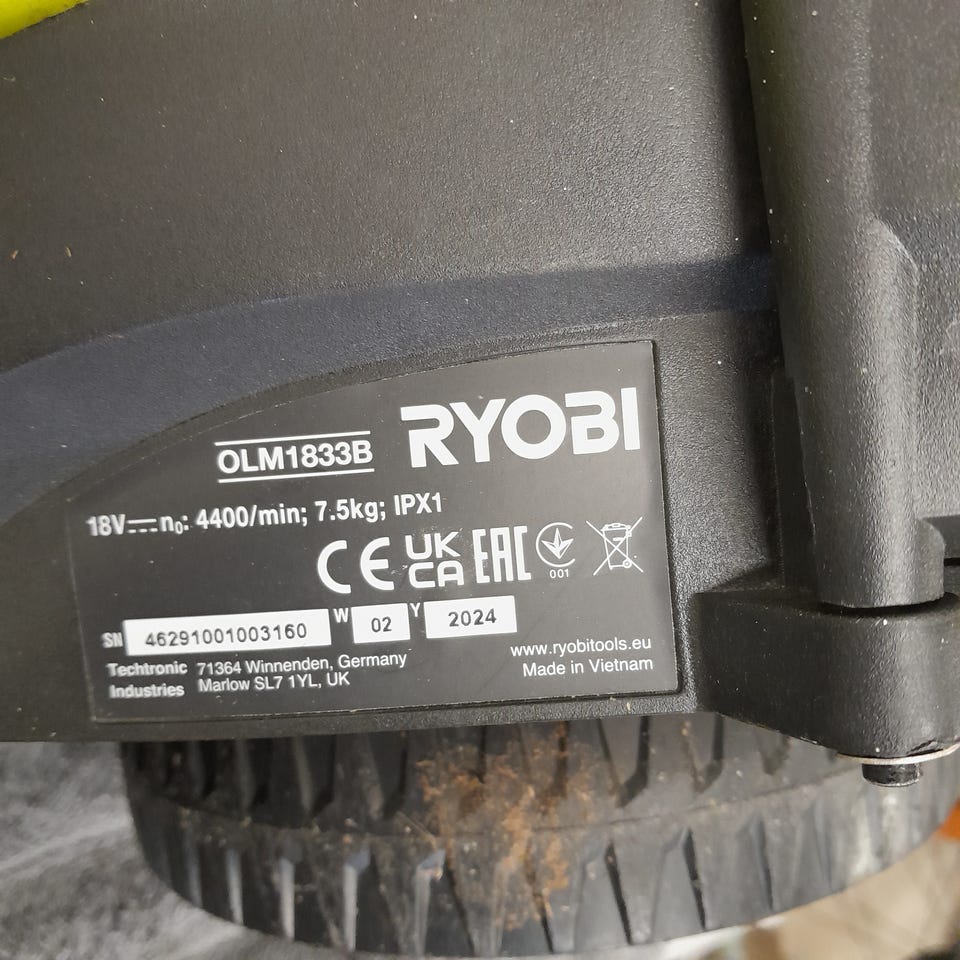 RYOBI
OLM1833B
18V⎓n₀: 4400/min; 7.5kg; IPX1
CE UK CA EAC 001
SN 46291001003160 W 02 Y 2024
Techtronic Industries
71364 Winnenden, Germany
Marlow SL7 1YL, UK
www.ryobitools.eu
Made in Vietnam